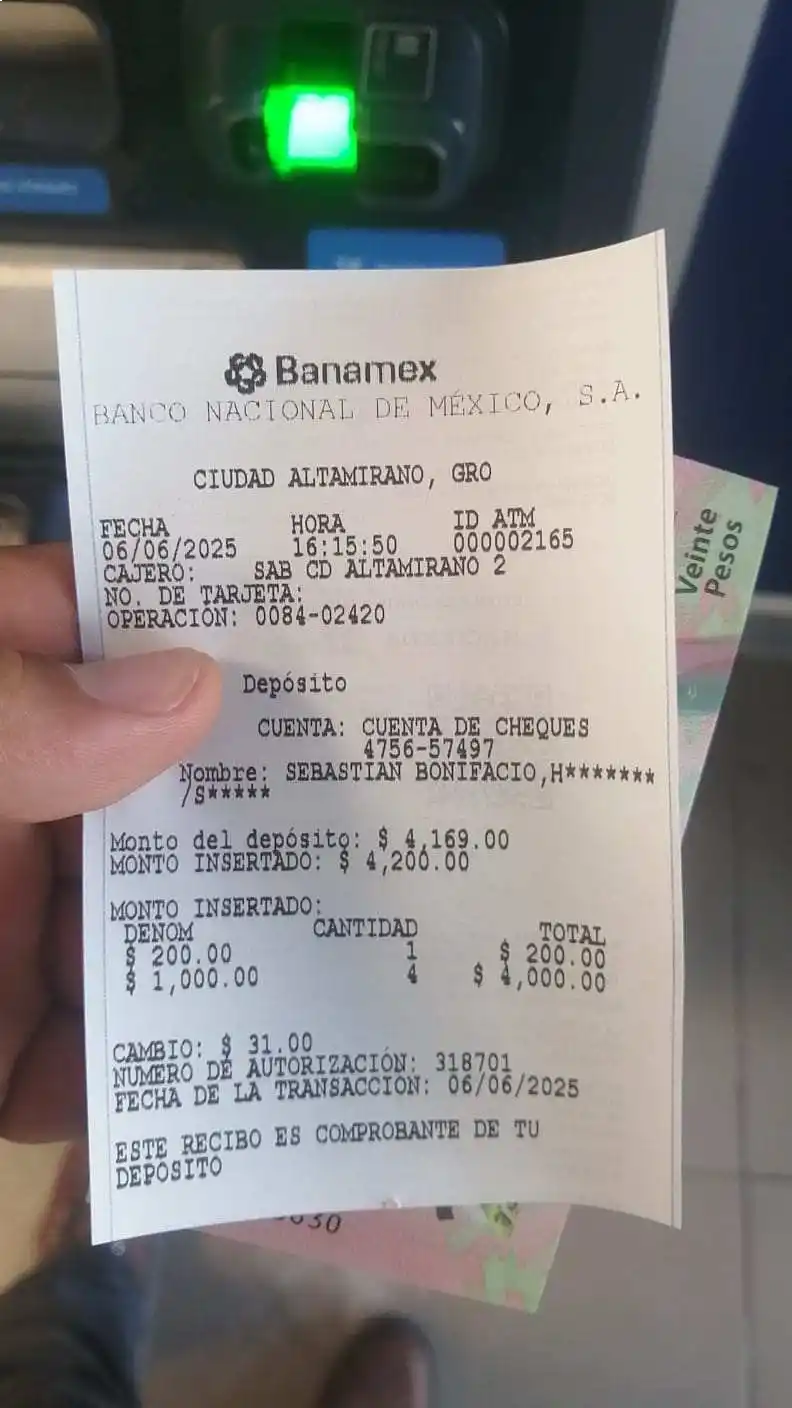 Banamex
BANCO NACIONAL DE MÉXICO, S.A.
CIUDAD ALTAMIRANO, GRO
FECHA HORA ID ATM
06/06/2025 16:15:50 000002165
CAJERO: SAB CD ALTAMIRANO 2
NO. DE TARJETA:
OPERACIÓN: 0084-02420
Depósito
CUENTA: CUENTA DE CHEQUES
4756-57497
Nombre: SEBASTIAN BONIFACIO,H*******
/S*****
Monto del depósito: $ 4,169.00
MONTO INSERTADO: $ 4,200.00
MONTO INSERTADO:
DENOM CANTIDAD TOTAL
$ 200.00 1 $ 200.00
$ 1,000.00 4 $ 4,000.00
CAMBIO: $ 31.00
NUMERO DE AUTORIZACIÓN: 318701
FECHA DE LA TRANSACCION: 06/06/2025
ESTE RECIBO ES COMPROBANTE DE TU
DEPOSITO
Veinte
Pesos